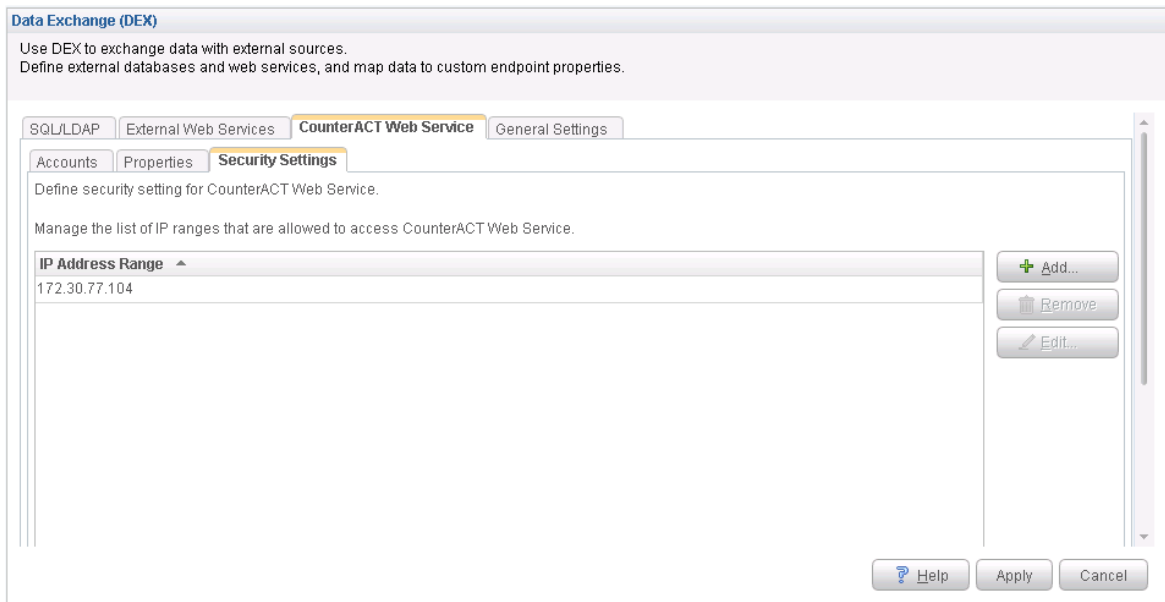 Data Exchange (DEX)
Use DEX to exchange data with external sources.
Define external databases and web services, and map data to custom endpoint properties.
SQL/LDAP External Web Services CounterACT Web Service General Settings
Accounts Properties Security Settings
Define security setting for CounterACT Web Service.
Manage the list of IP ranges that are allowed to access CounterACT Web Service.
IP Address Range
Add...
172.30.77.104
Remove
Edit...
Help Apply Cancel